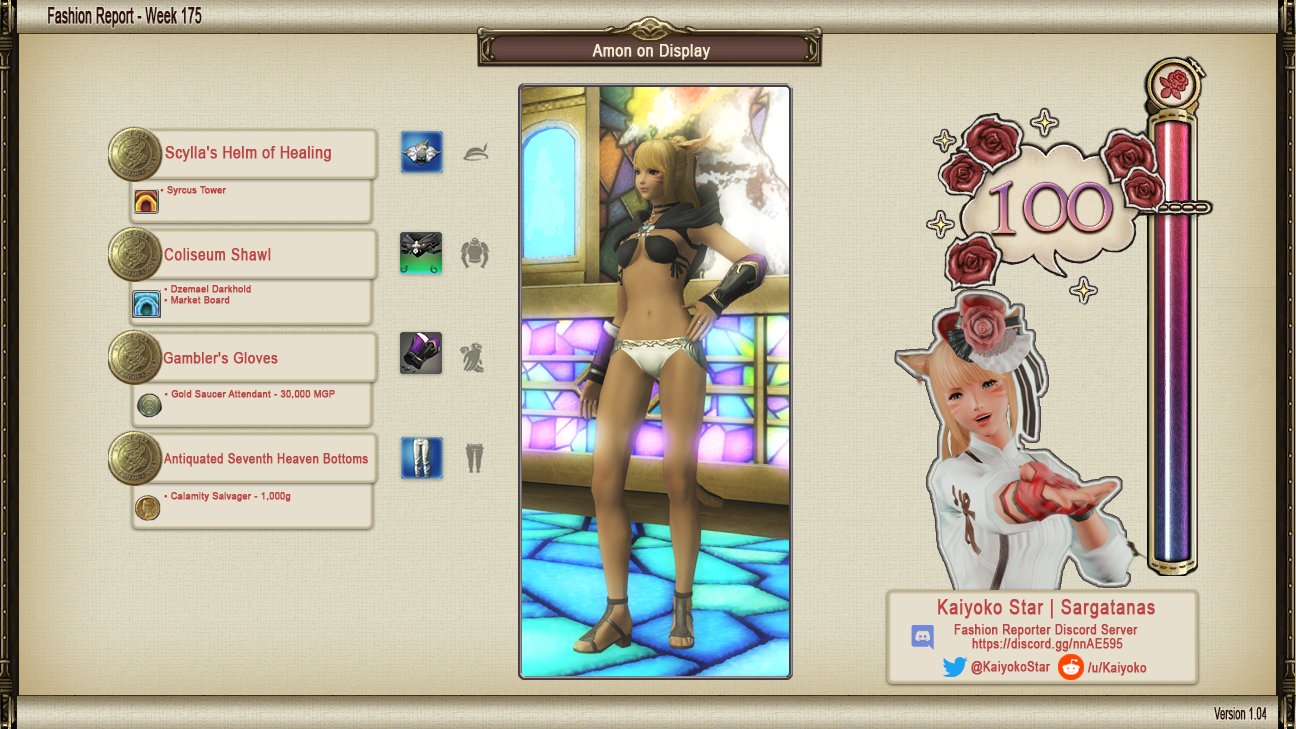 Fashion Report - Week 175
Amon on Display
Scylla's Helm of Healing
• Syrcus Tower
Coliseum Shawl
• Dzemael Darkhold
• Market Board
Gambler's Gloves
• Gold Saucer Attendant - 30,000 MGP
Antiquated Seventh Heaven Bottoms
• Calamity Salvager - 1,000g
100
Kaiyoko Star | Sargatanas
Fashion Reporter Discord Server
https://discord.gg/nnAE595
@KaiyokoStar
/u/Kaiyoko
Version 1.04